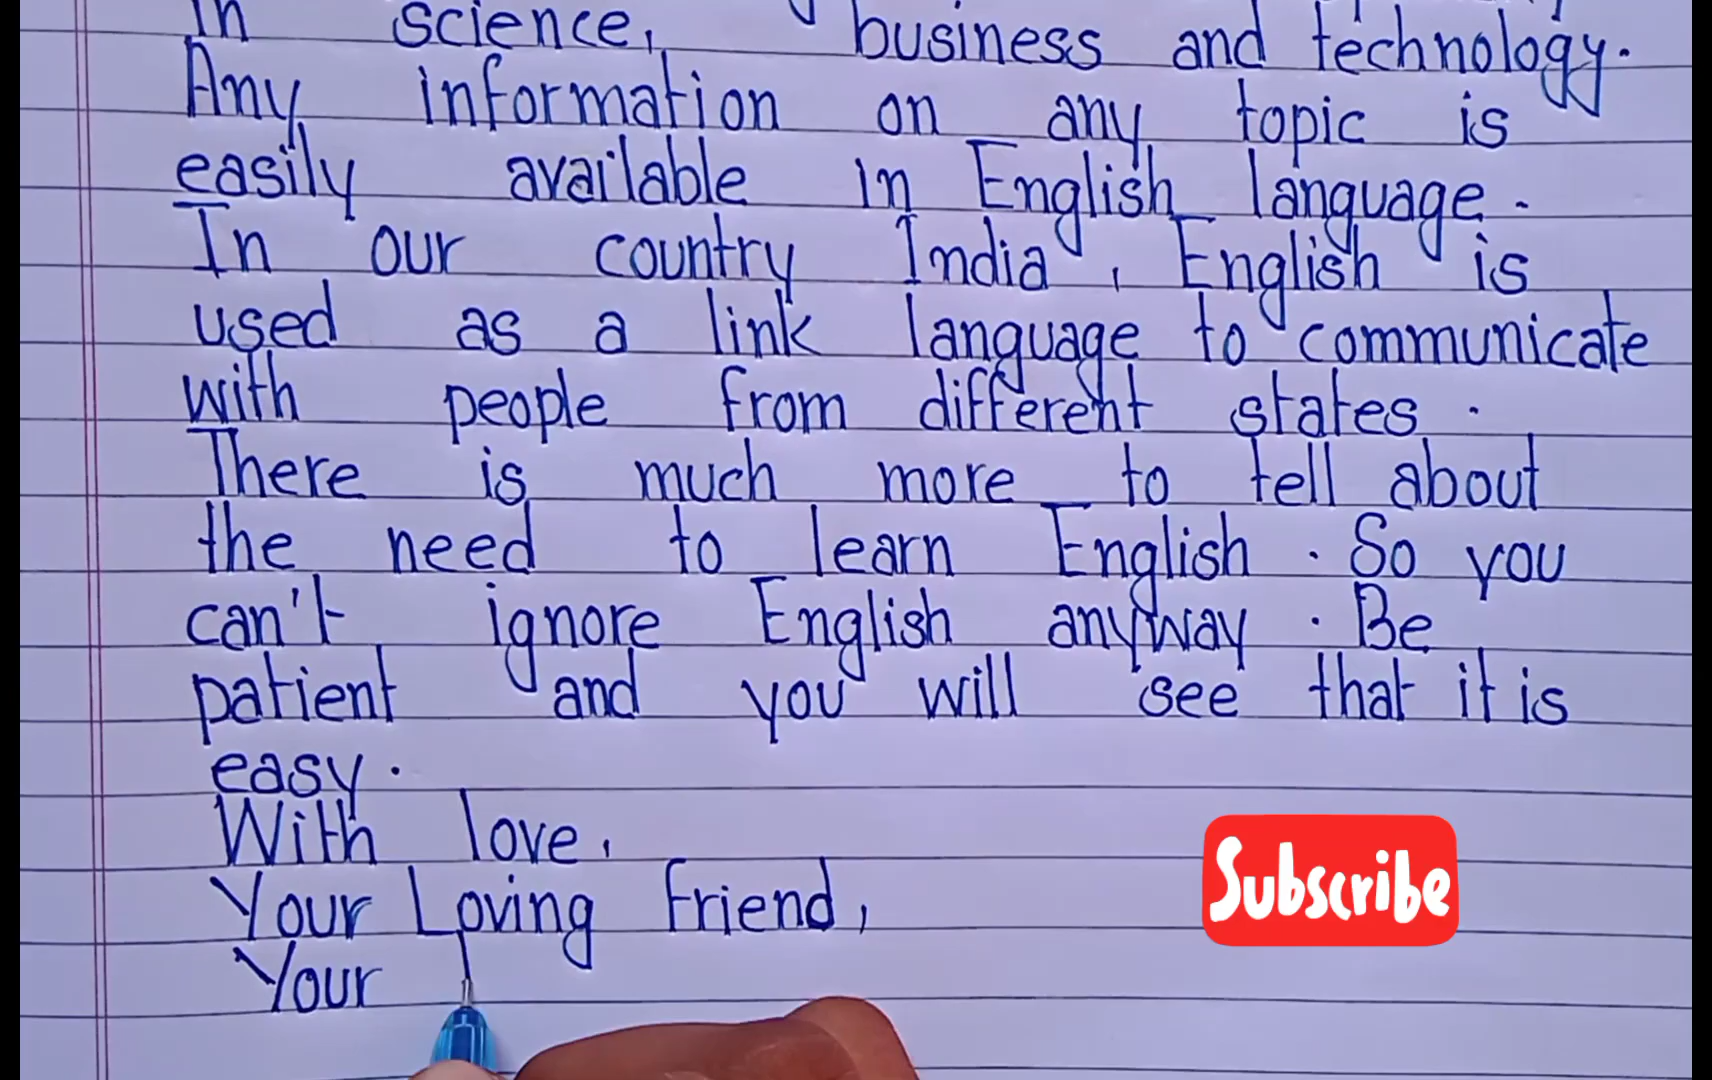 In science, business and technology.
Any information on any topic is
easily available in English language.
In our country India, English is
used as a link language to communicate
with people from different states.
There is much more to tell about
the need to learn English. So you
can't ignore English anyway. Be
patient and you will see that it is
easy.
With love,
Your Loving Friend,
Your
Subscribe